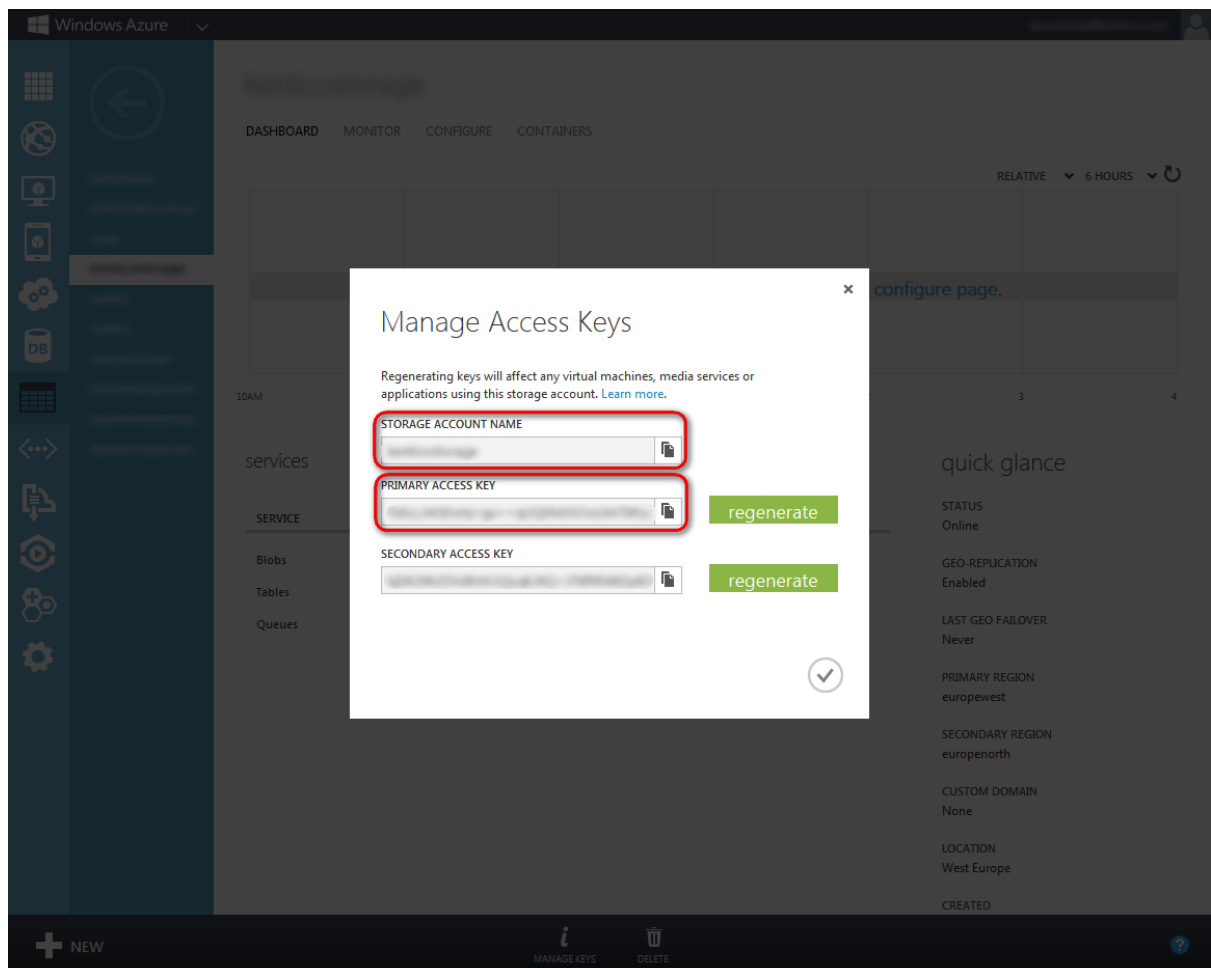 Windows Azure
DASHBOARD MONITOR CONFIGURE CONTAINERS
RELATIVE 6 HOURS
configure page.
Manage Access Keys
Regenerating keys will affect any virtual machines, media services or
applications using this storage account. Learn more.
STORAGE ACCOUNT NAME
PRIMARY ACCESS KEY
regenerate
SECONDARY ACCESS KEY
regenerate
10AM 3 4
DB
services
SERVICE
Blobs
Tables
Queues
quick glance
STATUS
Online
GEO-REPLICATION
Enabled
LAST GEO FAILOVER
Never
PRIMARY REGION
europewest
SECONDARY REGION
europenorth
CUSTOM DOMAIN
None
LOCATION
West Europe
CREATED
NEW
MANAGE KEYS
DELETE
?